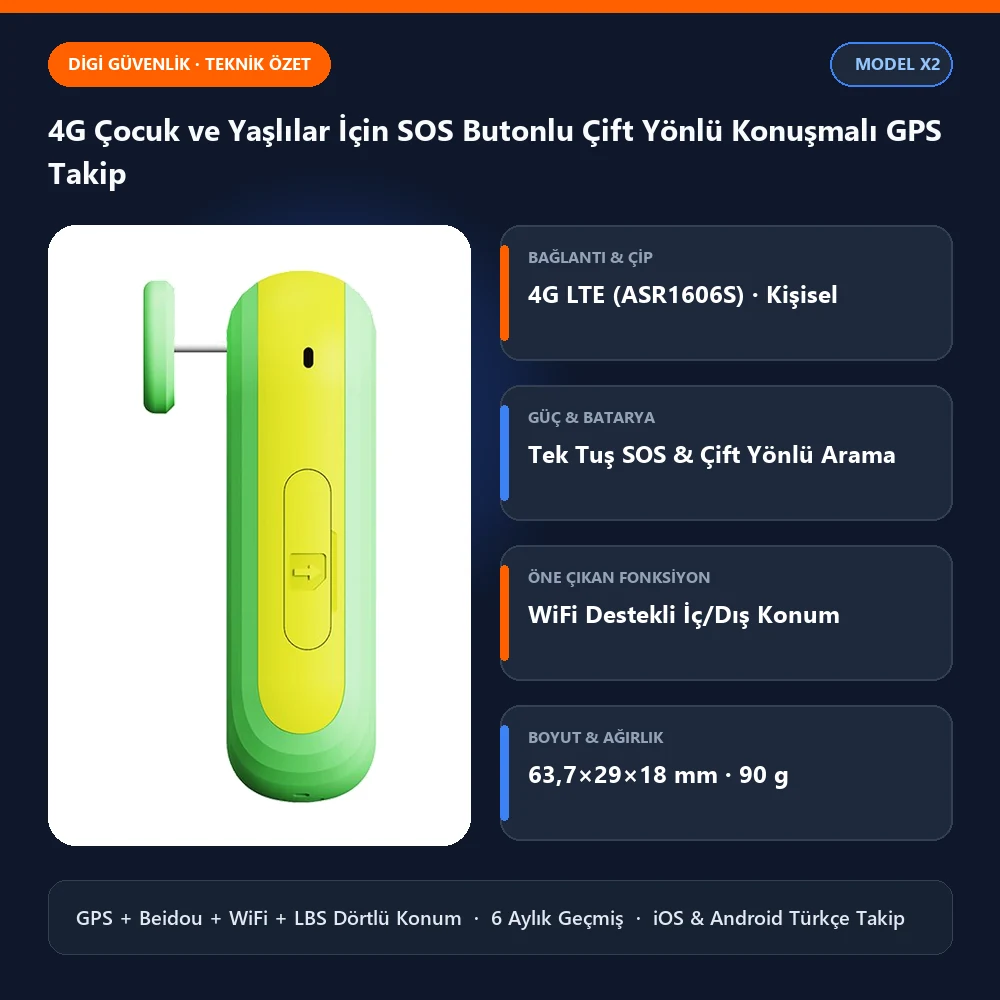 DİGİ GÜVENLİK · TEKNİK ÖZET
MODEL X2
4G Çocuk ve Yaşlılar İçin SOS Butonlu Çift Yönlü Konuşmalı GPS
Takip
BAĞLANTI & ÇİP
4G LTE (ASR1606S) · Kişisel
GÜÇ & BATARYA
Tek Tuş SOS & Çift Yönlü Arama
ÖNE ÇIKAN FONKSİYON
WiFi Destekli İç/Dış Konum
BOYUT & AĞIRLIK
63,7×29×18 mm · 90 g
GPS + Beidou + WiFi + LBS Dörtlü Konum · 6 Aylık Geçmiş · iOS & Android Türkçe Takip